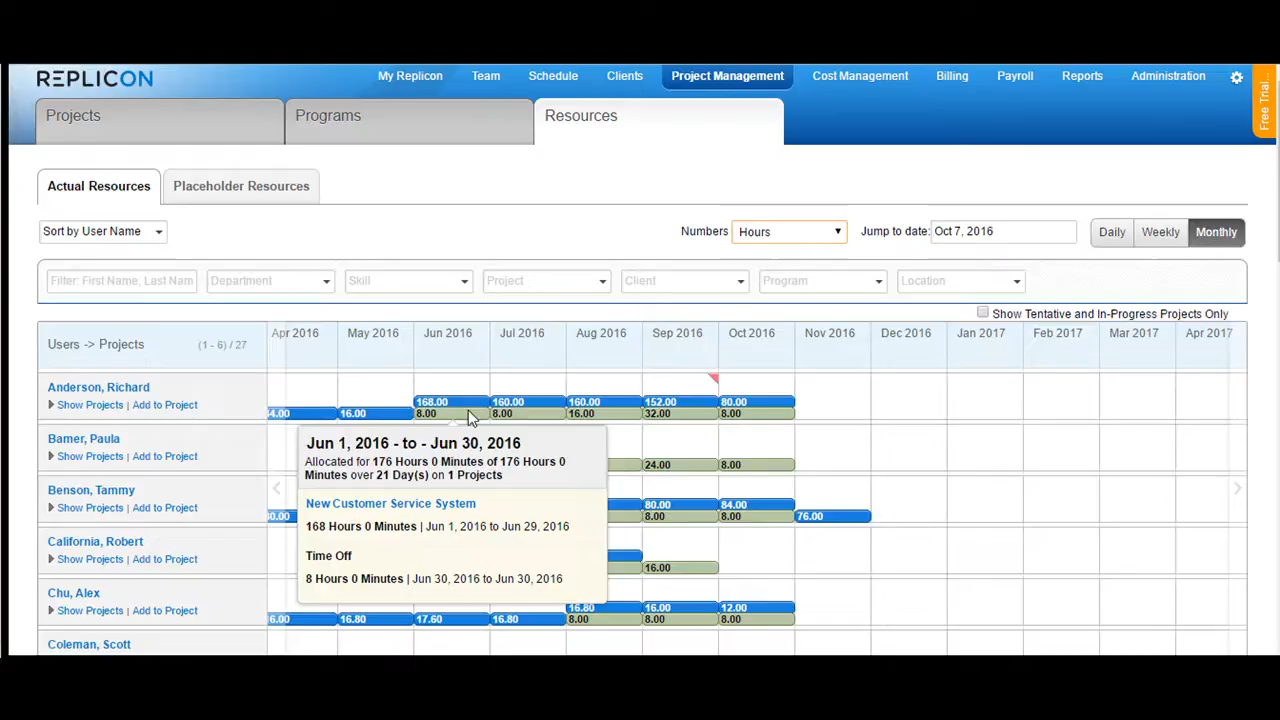 REPLICON
My Replicon Team Schedule Clients Project Management Cost Management Billing Payroll Reports Administration
Free Trial...
Projects Programs Resources
Actual Resources Placeholder Resources
Sort by User Name Numbers Hours Jump to date: Oct 7, 2016 Daily Weekly Monthly
Filter: First Name, Last Nam Department Skill Project Client Program Location
Show Tentative and In-Progress Projects Only
Users -> Projects (1 - 6) / 27 Apr 2016 May 2016 Jun 2016 Jul 2016 Aug 2016 Sep 2016 Oct 2016 Nov 2016 Dec 2016 Jan 2017 Feb 2017 Mar 2017 Apr 2017
Anderson, Richard
168.00 160.00 160.00 152.00 80.00
Show Projects | Add to Project 4.00 16.00 8.00 8.00 16.00 32.00 8.00
Bamer, Paula
Show Projects | Add to Project 24.00 8.00
Benson, Tammy
80.00 84.00
Show Projects | Add to Project 0.00 8.00 8.00 76.00
California, Robert
Show Projects | Add to Project 16.00
Chu, Alex
16.80 16.00 12.00
Show Projects | Add to Project 6.00 16.80 17.60 16.80 8.00 8.00 8.00
Coleman, Scott
Jun 1, 2016 - to - Jun 30, 2016
Allocated for 176 Hours 0 Minutes of 176 Hours 0
Minutes over 21 Day(s) on 1 Projects
New Customer Service System
168 Hours 0 Minutes | Jun 1, 2016 to Jun 29, 2016
Time Off
8 Hours 0 Minutes | Jun 30, 2016 to Jun 30, 2016